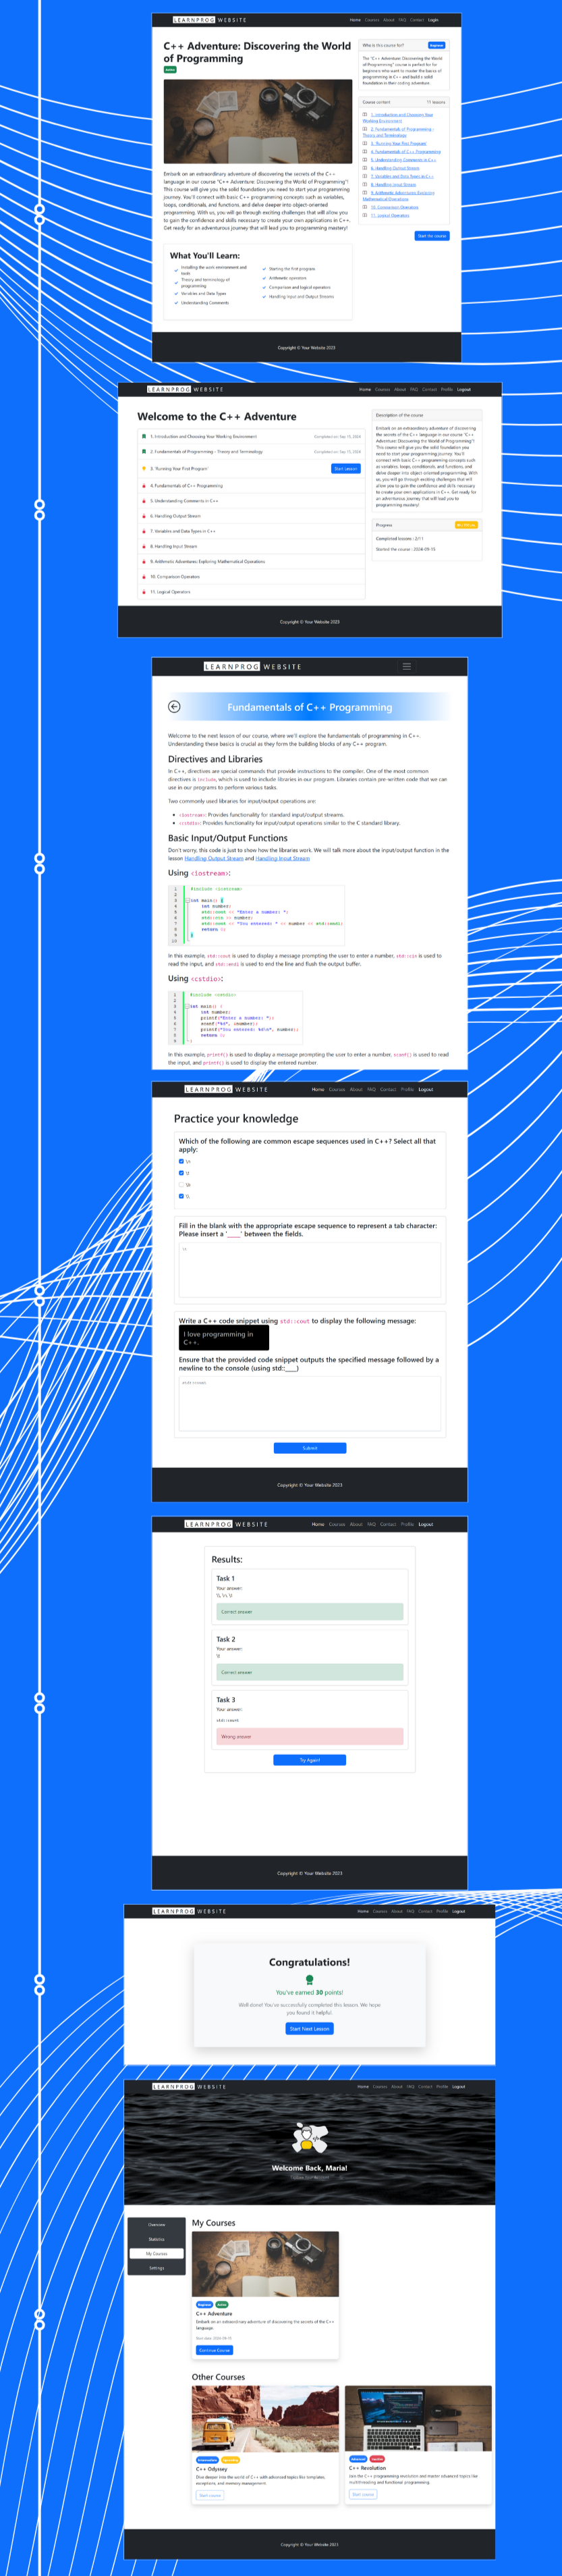 LEARNPROG WEBSITE
Home Courses About FAQ Login
C++ Adventure: Discovering the World
of Programming
Active
Embark on an extraordinary adventure of discovering the secrets of the C++
language in our course "C++ Adventure: Discovering the World of Programming"!
This course will give you the solid foundation you need to start your programming
journey. You'll connect with basic C++ programming concepts such as variables,
loops, conditionals, and functions, and delve deeper into object-oriented
programming. With us, you will go through exciting challenges that will allow you
to gain the confidence and skills necessary to create your own applications in C++.
Get ready for an adventurous journey that will lead you to programming mastery!
What You'll Learn:
Installing the work environment and
tools
Theory and terminology of
programming
Variables and Data Types
Understanding Comments
Starting the first program
Arithmetic operators
Comparison and logical operators
Handling Input and Output Streams
Who is this course for?
Beginner
The "C++ Adventure: Discovering the World
of Programming" course is perfect for
beginners who want to master the basics of
programming in C++ and build a solid
foundation in their coding adventure.
Course content
11 lessons
1. Introduction and Choosing Your
Working Environment
2. Fundamentals of Programming -
Theory and Terminology
3. 'Running Your First Program'
4. Fundamentals of C++ Programming
5. Understanding Comments in C++
6. Handling Output Stream
7. Variables and Data Types in C++
8. Handling Input Stream
9. Arithmetic Adventures: Exploring
Mathematical Operations
10. Comparison Operators
11. Logical Operators
Start the course
Copyright © Your Website 2023
LEARNPROG WEBSITE
Home Courses About FAQ Contact Profile Logout
Welcome to the C++ Adventure
1. Introduction and Choosing Your Working Environment
2. Fundamentals of Programming - Theory and Terminology
3. 'Running Your First Program'
Start Lesson
4. Fundamentals of C++ Programming
5. Understanding Comments in C++
6. Handling Output Stream
7. Variables and Data Types in C++
8. Handling Input Stream
9. Arithmetic Adventures: Exploring Mathematical Operations
10. Comparison Operators
11. Logical Operators
Description of the course
Embark on an extraordinary adventure of discovering
the secrets of the C++ language in our course "C++
Adventure: Discovering the World of Programming"!
This course will give you the solid foundation you
need to start your programming journey. You'll
connect with basic C++ programming concepts such
as variables, loops, conditionals, and functions, and
delve deeper into object-oriented programming. With
us, you will go through exciting challenges that will
allow you to gain the confidence and skills necessary
to create your own applications in C++. Get ready for
an adventurous journey that will lead you to
programming mastery!
Progress
Completed lessons : 2/11
Started the course : 2024-09-15
Copyright © Your Website 2023
LEARNPROG WEBSITE
Fundamentals of C++ Programming
Welcome to the next lesson of our course, where we'll explore the fundamentals of programming in C++.
Understanding these basics is crucial as they form the building blocks of any C++ program.
Directives and Libraries
In C++, directives are special commands that provide instructions to the compiler. One of the most common
directives is include, which is used to include libraries in our program. Libraries contain pre-written code that we can
use in our programs to perform various tasks.
Two commonly used libraries for input/output operations are:
<iostream>: Provides functionality for standard input/output streams.
<cstdio>: Provides functionality for input/output operations similar to the C standard library.
Basic Input/Output Functions
Don't worry, this code is just to show how the libraries work. We will talk more about the input/output function in the
lesson Handling Output Stream and Handling Input Stream
Using <iostream>:
1 #include <iostream>
2
3 int main() {
4 int number;
5 std::cout << "Enter a number: ";
6 std::cin >> number;
7 std::cout << "You entered: " << number << std::endl;
8 return 0;
9 }
10
In this example, std::cout is used to display a message prompting the user to enter a number, std::cin is used to
read the input, and std::endl is used to end the line and flush the output buffer.
Using <cstdio>:
1 #include <cstdio>
2
3 int main() {
4 int number;
5 printf("Enter a number: ");
6 scanf("%d", &number);
7 printf("You entered: %d\n", number);
8 return 0;
9 }
In this example, printf() is used to display a message prompting the user to enter a number, scanf() is used to read
the input, and printf() is used to display the entered number.
LEARNPROG WEBSITE
Home Courses About FAQ Contact Profile Logout
Practice your knowledge
Which of the following are common escape sequences used in C++? Select all that
apply:
Fill in the blank with the appropriate escape sequence to represent a tab character:
Please insert a '____' between the fields.
Write a C++ code snippet using std::cout to display the following message:
I love programming in
C++.
Ensure that the provided code snippet outputs the specified message followed by a
newline to the console (using std::___)
Submit
Copyright © Your Website 2023
LEARNPROG WEBSITE
Home Courses About FAQ Contact Profile Logout
Results:
Task 1
Your answer:
Correct answer
Task 2
Your answer:
Correct answer
Task 3
Your answer:
Wrong answer
Try Again!
Copyright © Your Website 2023
LEARNPROG WEBSITE
Home Courses About FAQ Contact Profile Logout
Congratulations!
You've earned 30 points!
Well done! You've successfully completed this lesson. We hope
you found it helpful.
Start Next Lesson
LEARNPROG WEBSITE
Home Courses About FAQ Contact Profile Logout
Welcome Back, Maria!
Overview
Statistics
My Courses
Settings
My Courses
Beginner Active
C++ Adventure
Embark on an extraordinary adventure of discovering the secrets of the C++
language.
Continue Course
Other Courses
C++ Odyssey
Dive deeper into the world of C++ with advanced topics like templates,
exceptions, and memory management.
Start course
C++ Revolution
Join the C++ programming revolution and master advanced topics like
multithreading and functional programming.
Start course
Copyright © Your Website 2023